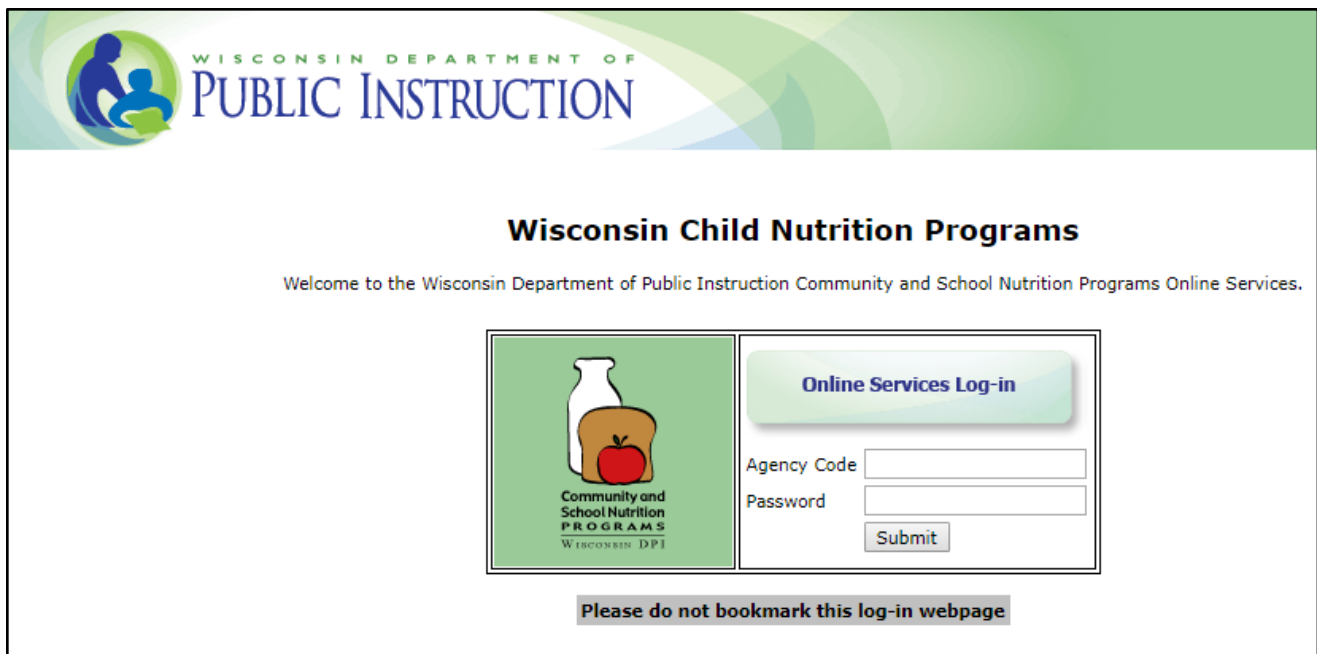 WISCONSIN DEPARTMENT OF
PUBLIC INSTRUCTION
Wisconsin Child Nutrition Programs
Welcome to the Wisconsin Department of Public Instruction Community and School Nutrition Programs Online Services.
Community and
School Nutrition
PROGRAMS
WISCONSIN DPI
Online Services Log-in
Agency Code
Password
Submit
Please do not bookmark this log-in webpage